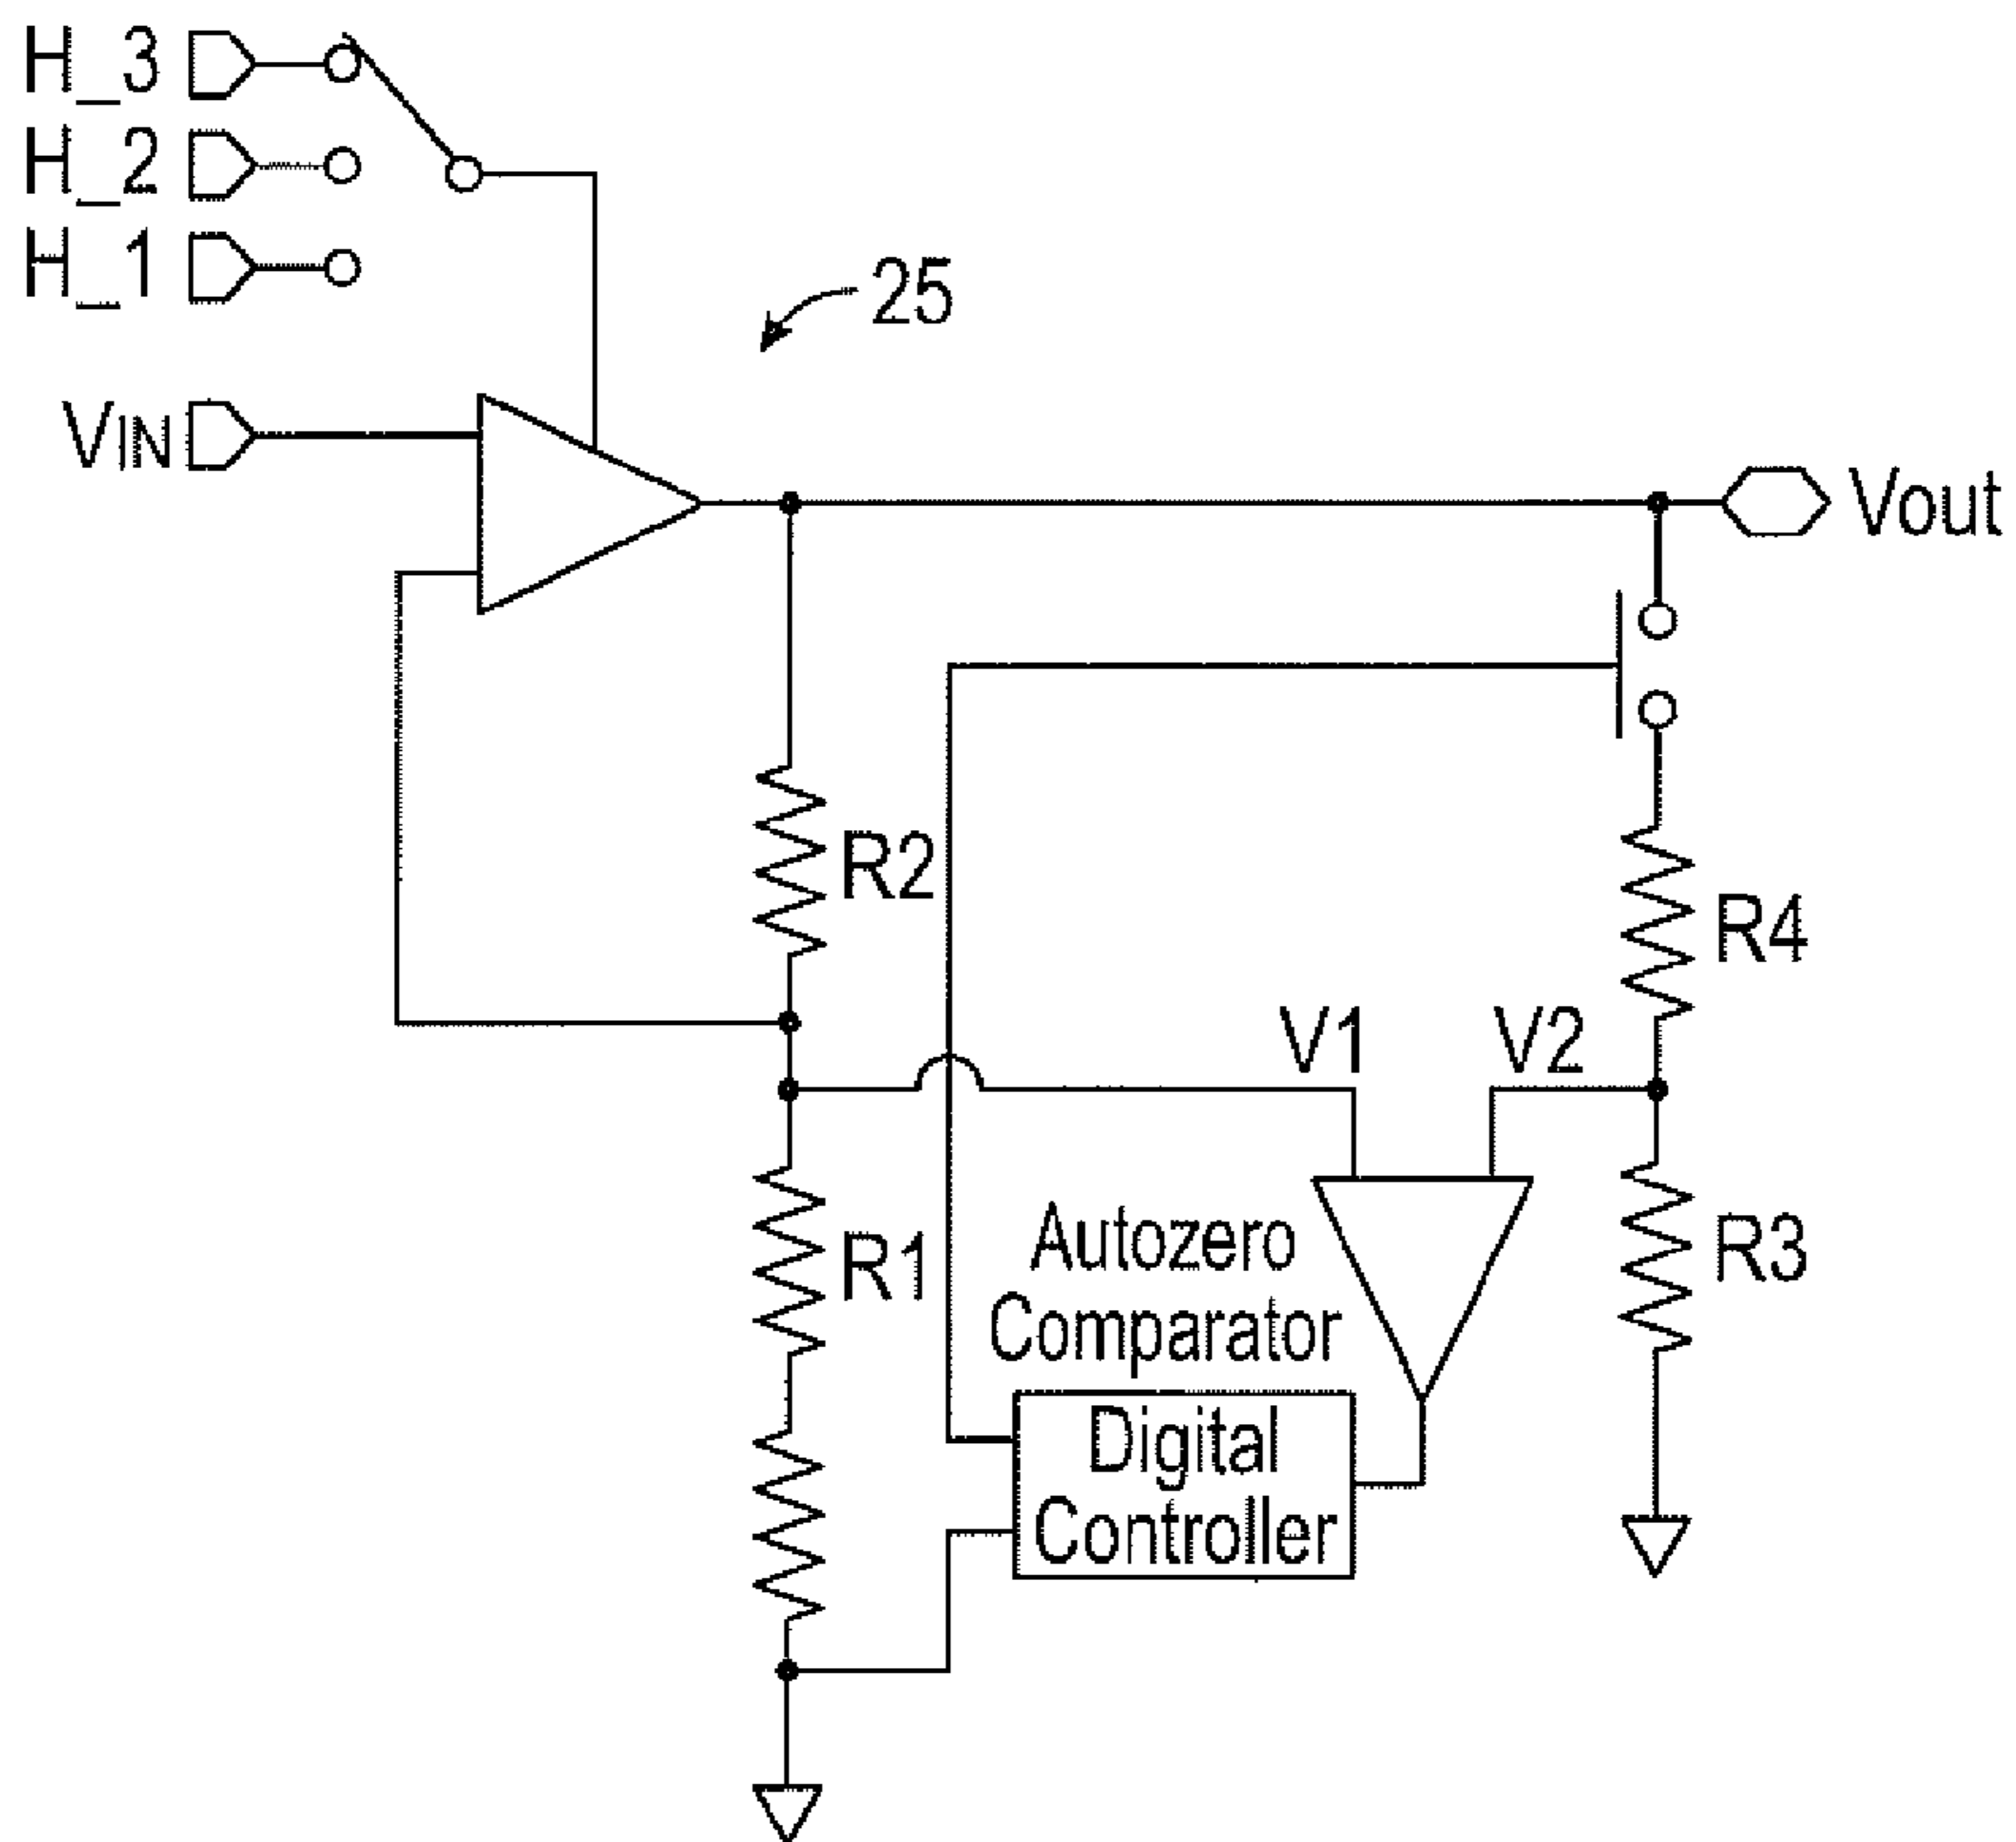 H_3
H_2
H_1
25
VIN
Vout
R2
R4
V1
V2
R1
Autozero
Comparator
R3
Digital
Controller